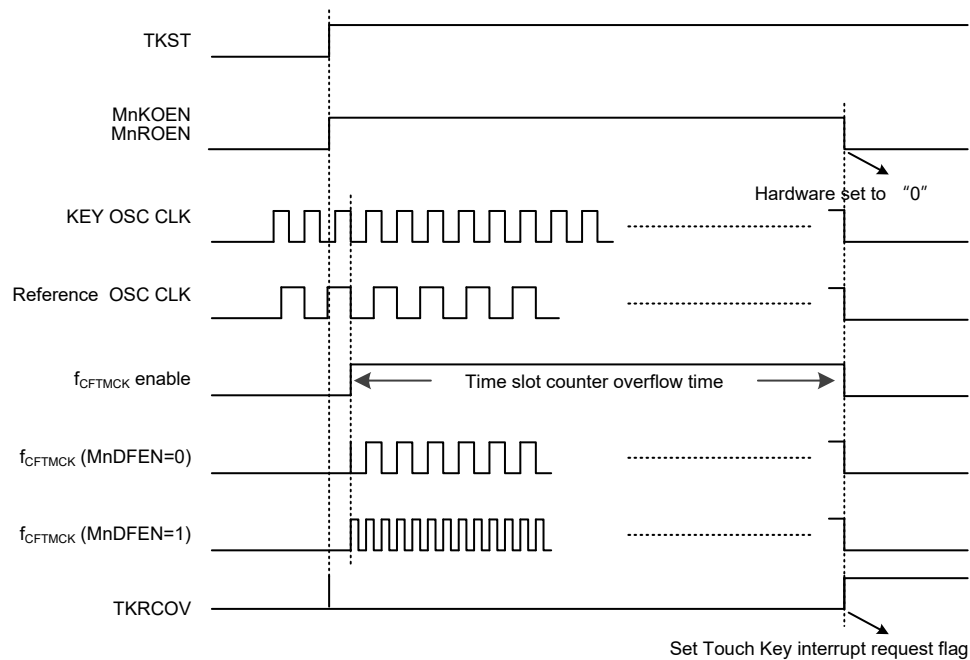 TKST
MnKOEN
MnROEN
Hardware set to “0”
KEY OSC CLK
Reference OSC CLK
fCFTMCK enable
Time slot counter overflow time
fCFTMCK (MnDFEN=0)
fCFTMCK (MnDFEN=1)
TKRCOV
Set Touch Key interrupt request flag